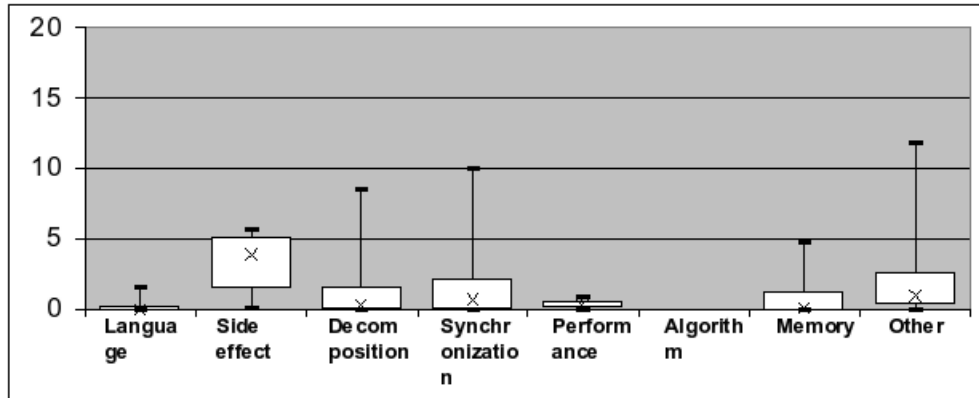 20
15
10
5
0
Langua Side Decom Synchr Perform Algorith Memory Other
ge effect position onizatio ance m
n